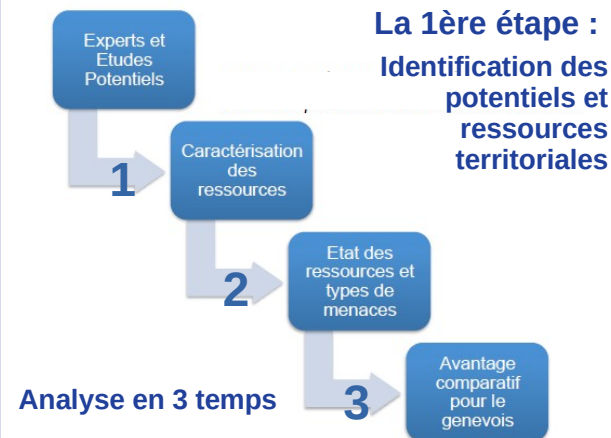 La 1ère étape :
Identification des
potentiels et
ressources
territoriales
Experts et
Etudes
Potentiels
1
Caractérisation
des
ressources
2
Etat des
ressources et
types de
menaces
3
Avantage
comparatif
pour le
genevois
Analyse en 3 temps